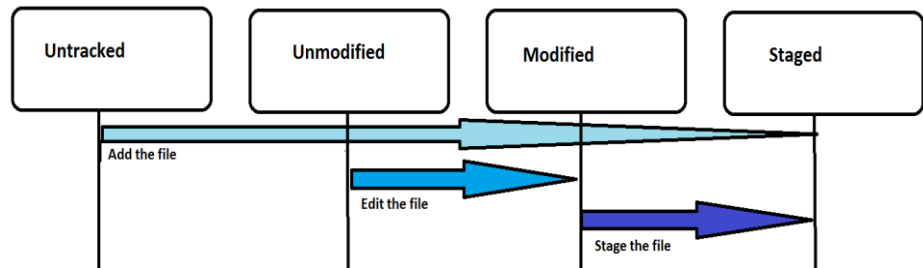 Untracked
Unmodified
Modified
Staged
Add the file
Edit the file
Stage the file